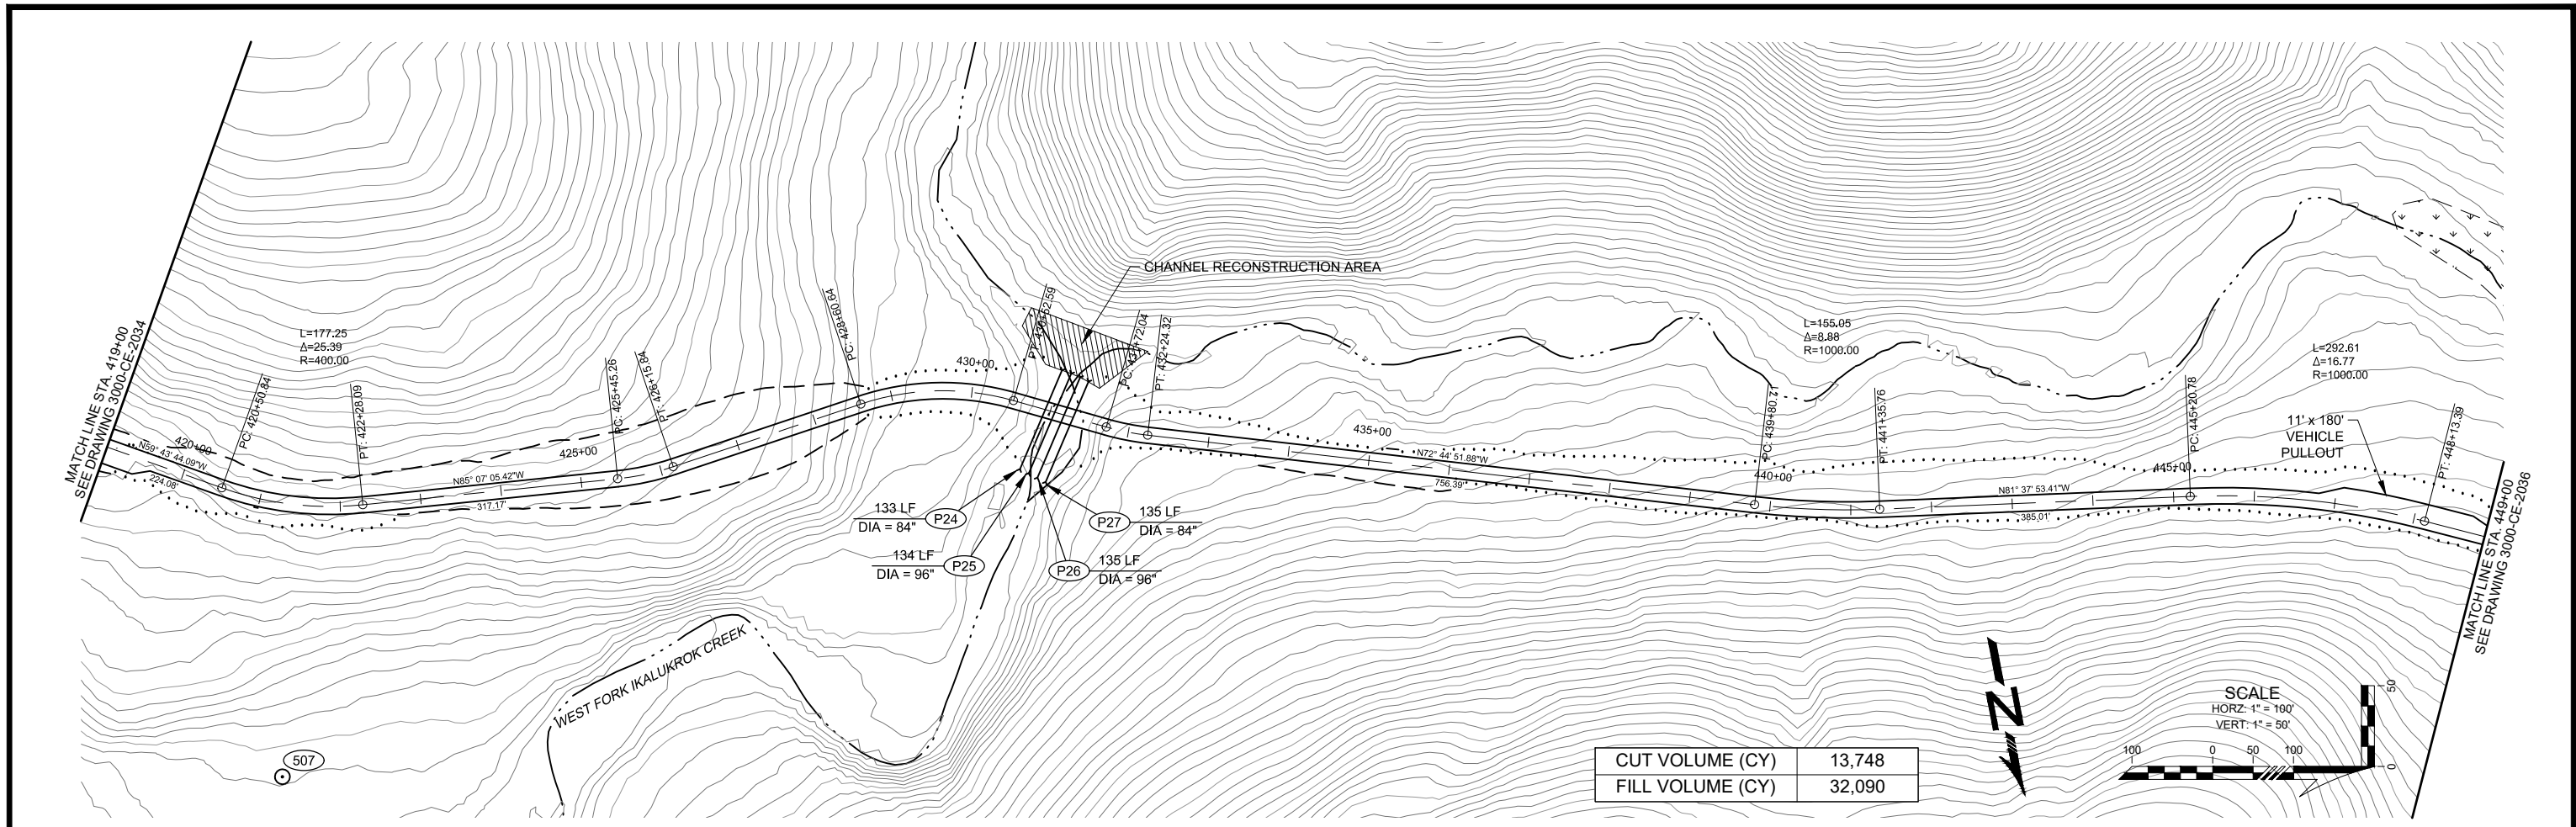 MATCH LINE STA. 419+00
SEE DRAWING 3000-CE-2034
N59° 43' 44.09"W
224.08'
420+00
PC: 420+50.84
L=177.25
Δ=25.39
R=400.00
PT: 422+28.09
N85° 07' 05.42"W
317.17'
425+00
PC: 425+45.26
PT: 426+15.84
PC: 428+60.64
430+00
PT: 430+52.59
CHANNEL RECONSTRUCTION AREA
PC: 431+72.04
PT: 432+24.32
133 LF
DIA = 84"
P24
134 LF
DIA = 96"
P25
P26
135 LF
DIA = 96"
P27
135 LF
DIA = 84"
435+00
N72° 44' 51.88"W
756.39'
PC: 439+80.71
440+00
L=155.05
Δ=8.88
R=1000.00
PT: 441+35.76
N81° 37' 53.41"W
385.01'
445+00
PC: 445+20.78
L=292.61
Δ=16.77
R=1000.00
11' x 180'
VEHICLE
PULLOUT
PT: 448+13.39
MATCH LINE STA. 449+00
SEE DRAWING 3000-CE-2036
WEST FORK IKALUKROK CREEK
507
CUT VOLUME (CY) 13,748
FILL VOLUME (CY) 32,090
N
SCALE
HORZ: 1" = 100'
VERT: 1" = 50'
100 0 50 100
50
0